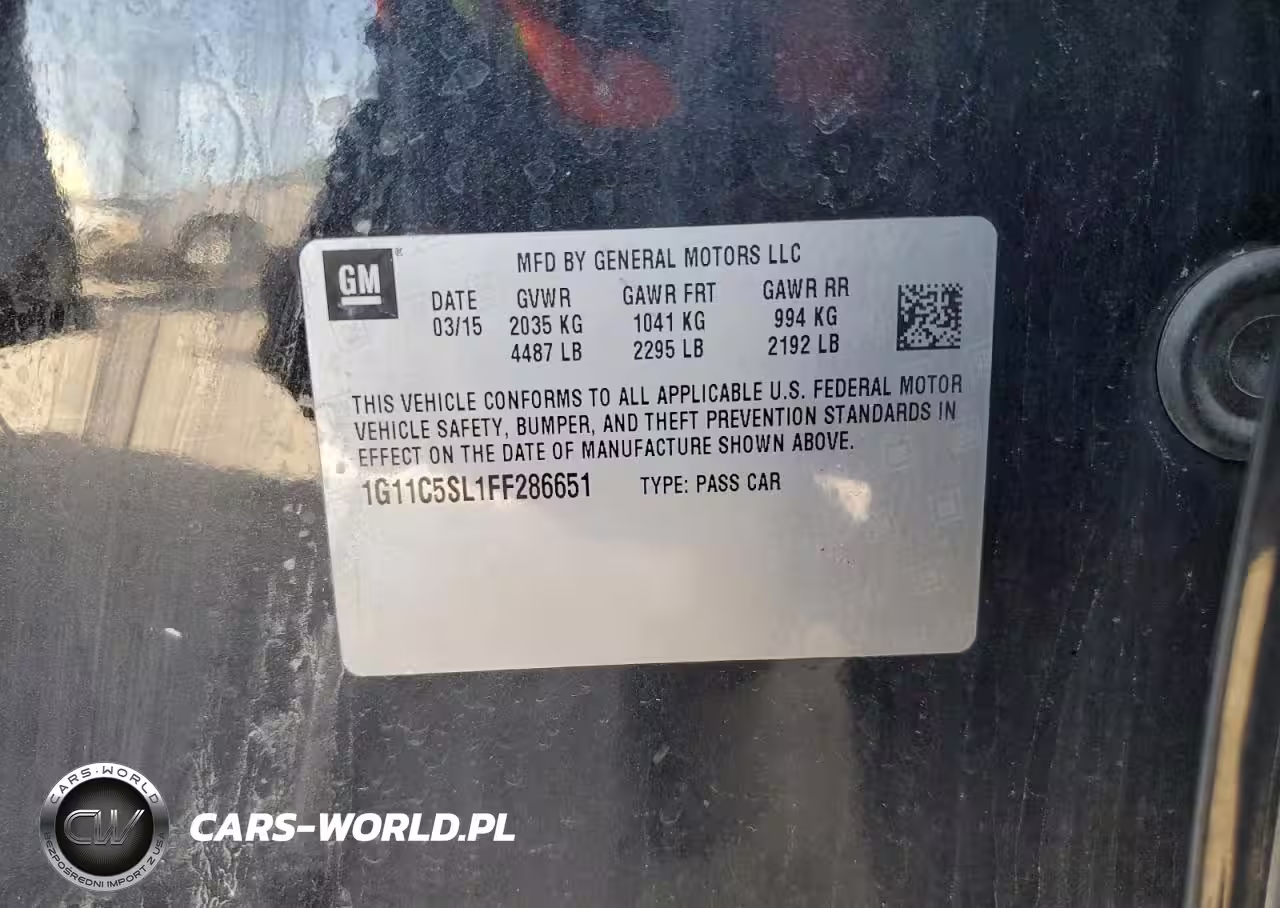 GM
MFD BY GENERAL MOTORS LLC
DATE GVWR GAWR FRT GAWR RR
03/15 2035 KG 1041 KG 994 KG
4487 LB 2295 LB 2192 LB
THIS VEHICLE CONFORMS TO ALL APPLICABLE U.S. FEDERAL MOTOR
VEHICLE SAFETY, BUMPER, AND THEFT PREVENTION STANDARDS IN
EFFECT ON THE DATE OF MANUFACTURE SHOWN ABOVE.
1G11C5SL1FF286651 TYPE: PASS CAR
CARS-WORLD
CW
BEZPOŚREDNI IMPORT Z USA
CARS-WORLD.PL